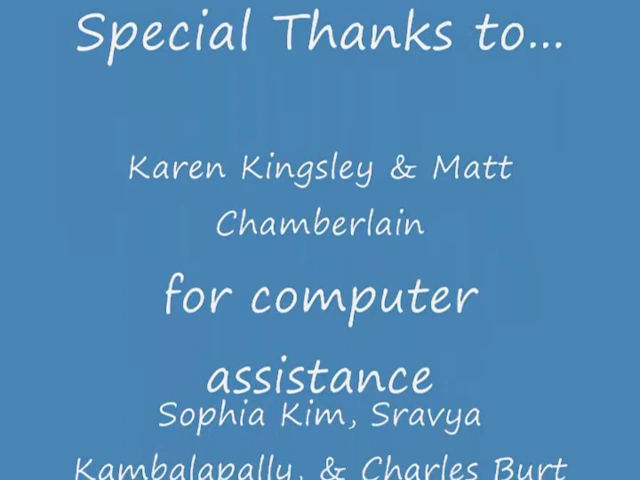 Special Thanks to...
Karen Kingsley & Matt
Chamberlain
for computer
assistance
Sophia Kim, Sravya
Kambalapally, & Charles Burt